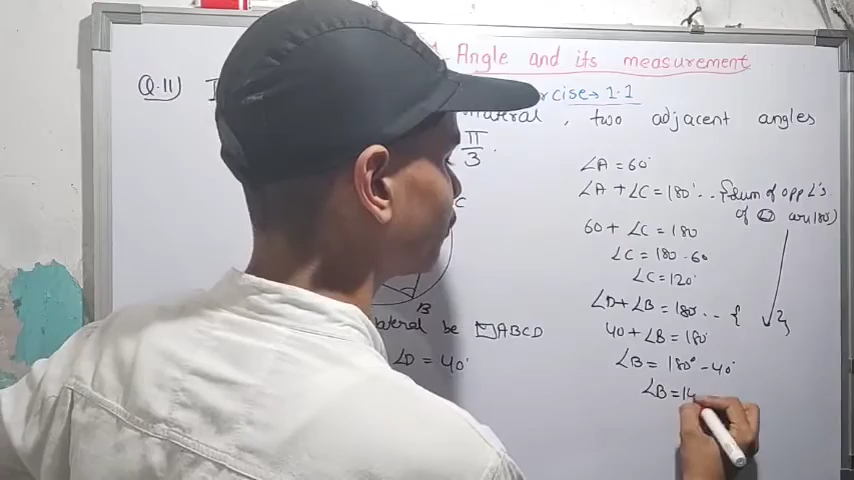 Angle and its measurement
cise→1.1
Q.11)
lateral, two adjacent angles
π/3.
∠A = 60°
∠A + ∠C = 180° .. {Sum of opp ∠'s
of are 180}
60 + ∠C = 180
∠C = 180 - 60
∠C = 120°
∠D + ∠B = 180° .. {
40 + ∠B = 180°
∠B = 180° - 40°
∠B = 14
C
B
lateral be □ABCD
∠D = 40°